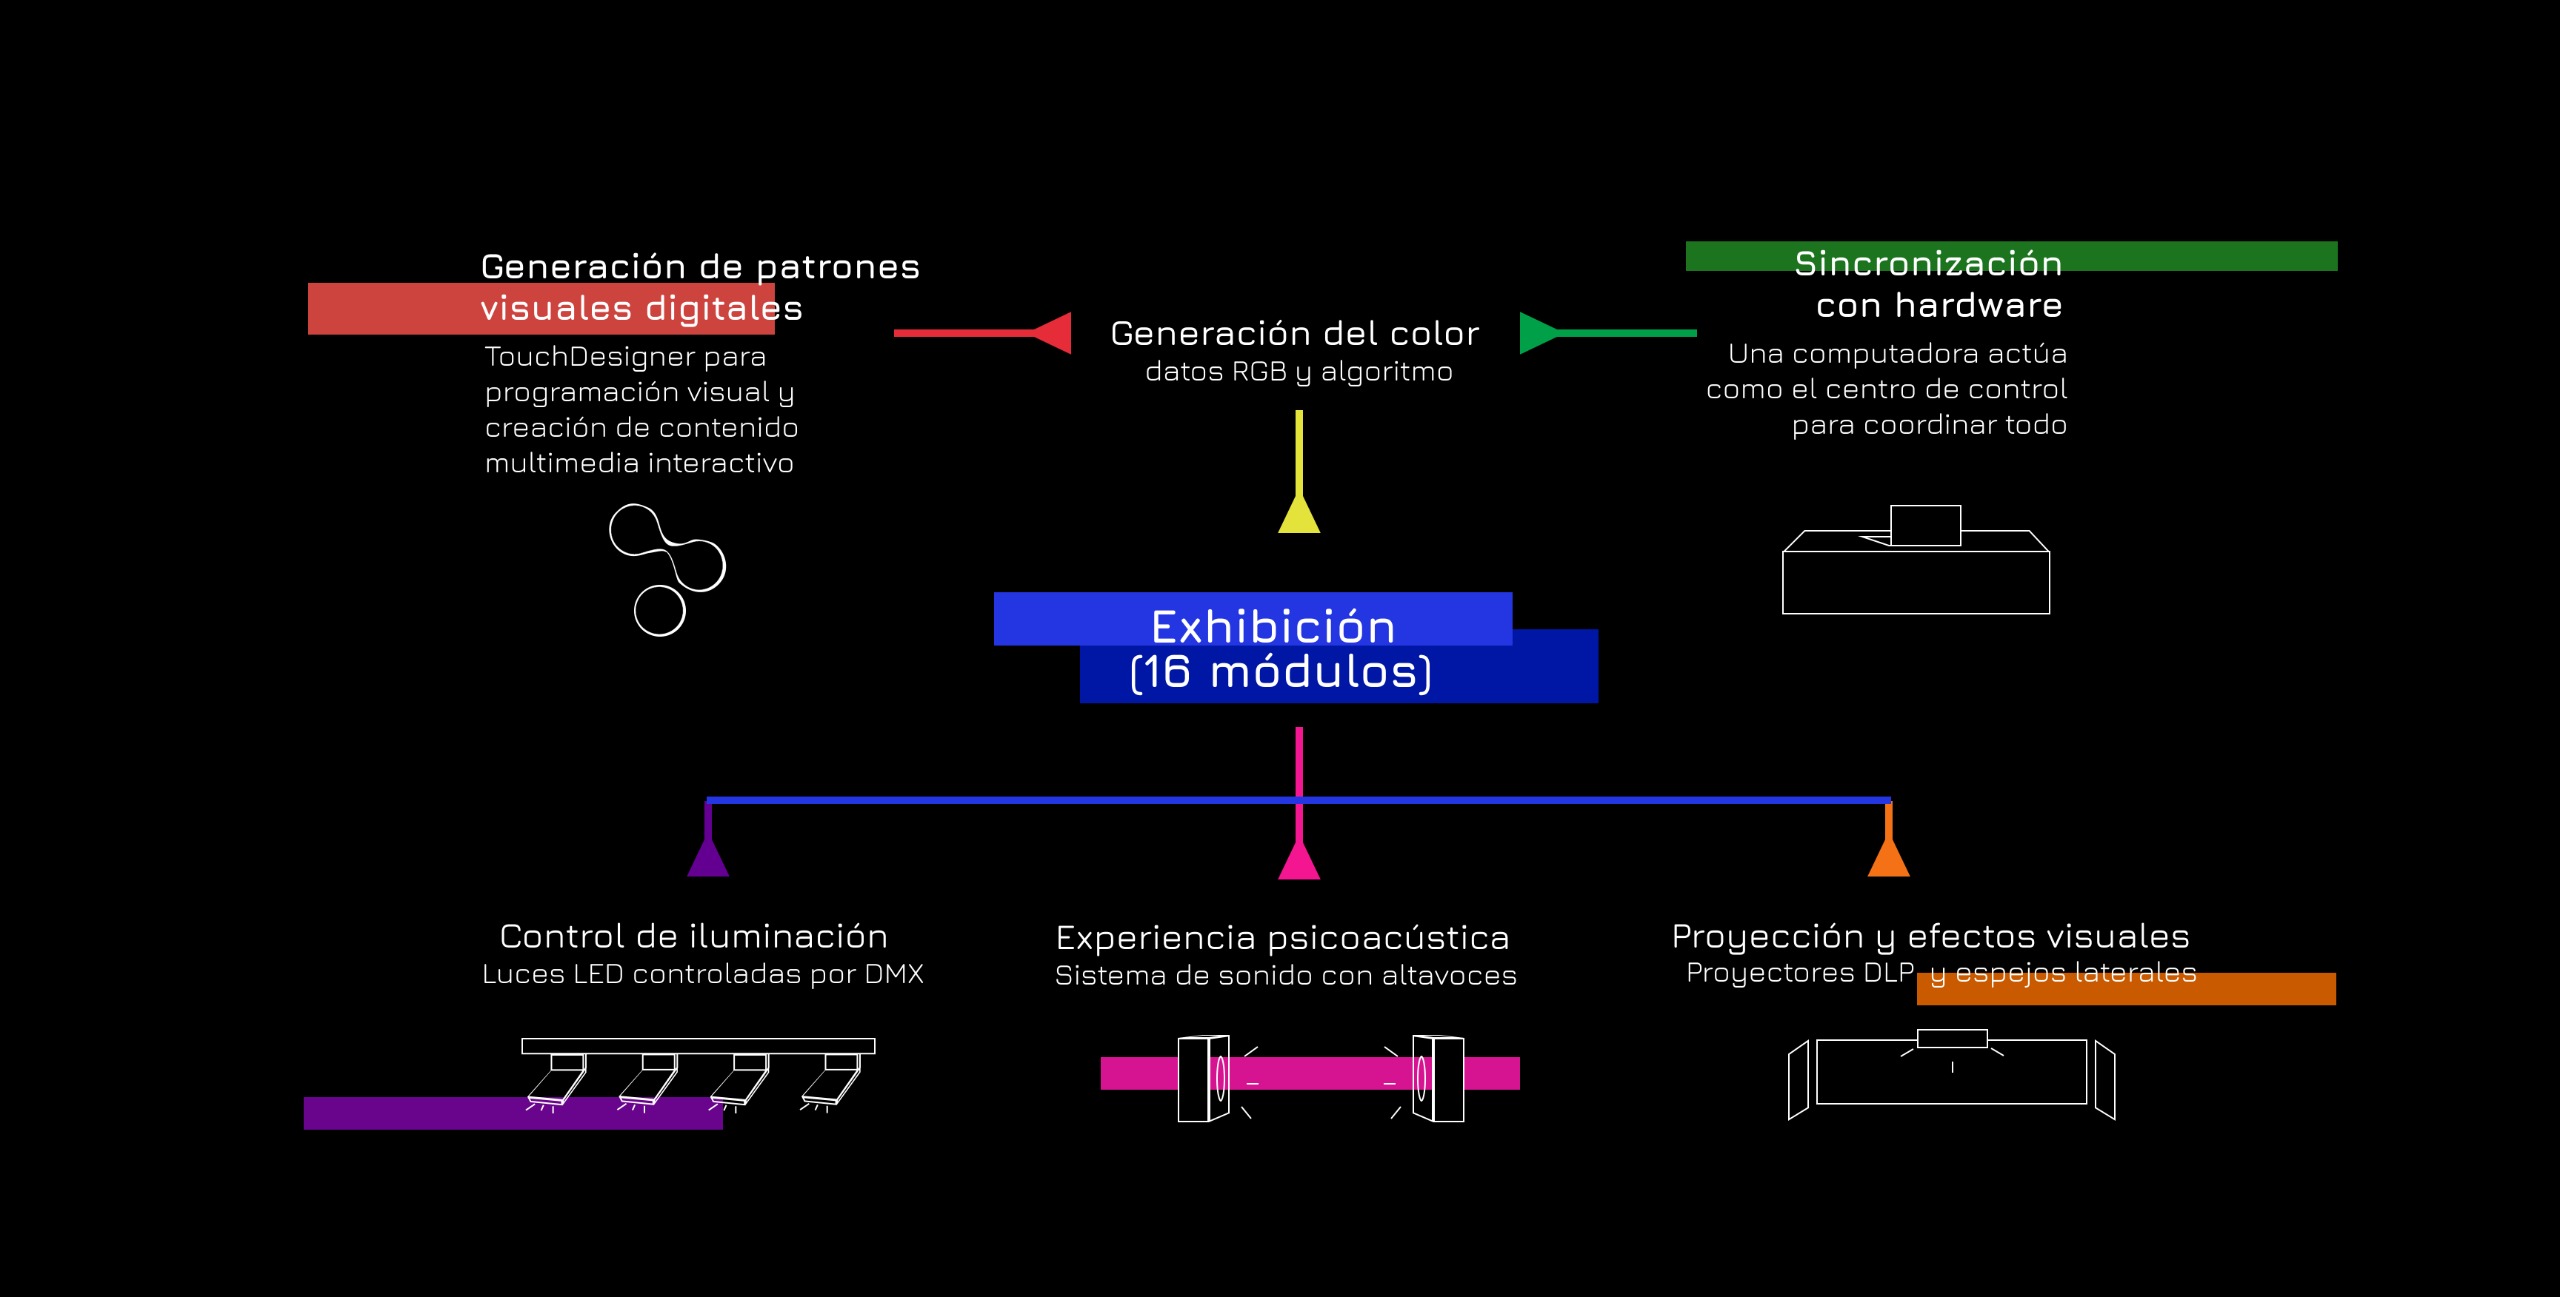 Generación de patrones
visuales digitales
TouchDesigner para
programación visual y
creación de contenido
multimedia interactivo
Generación del color
datos RGB y algoritmo
Sincronización
con hardware
Una computadora actúa
como el centro de control
para coordinar todo
Exhibición
(16 módulos)
Control de iluminación
Luces LED controladas por DMX
Experiencia psicoacústica
Sistema de sonido con altavoces
Proyección y efectos visuales
Proyectores DLP y espejos laterales